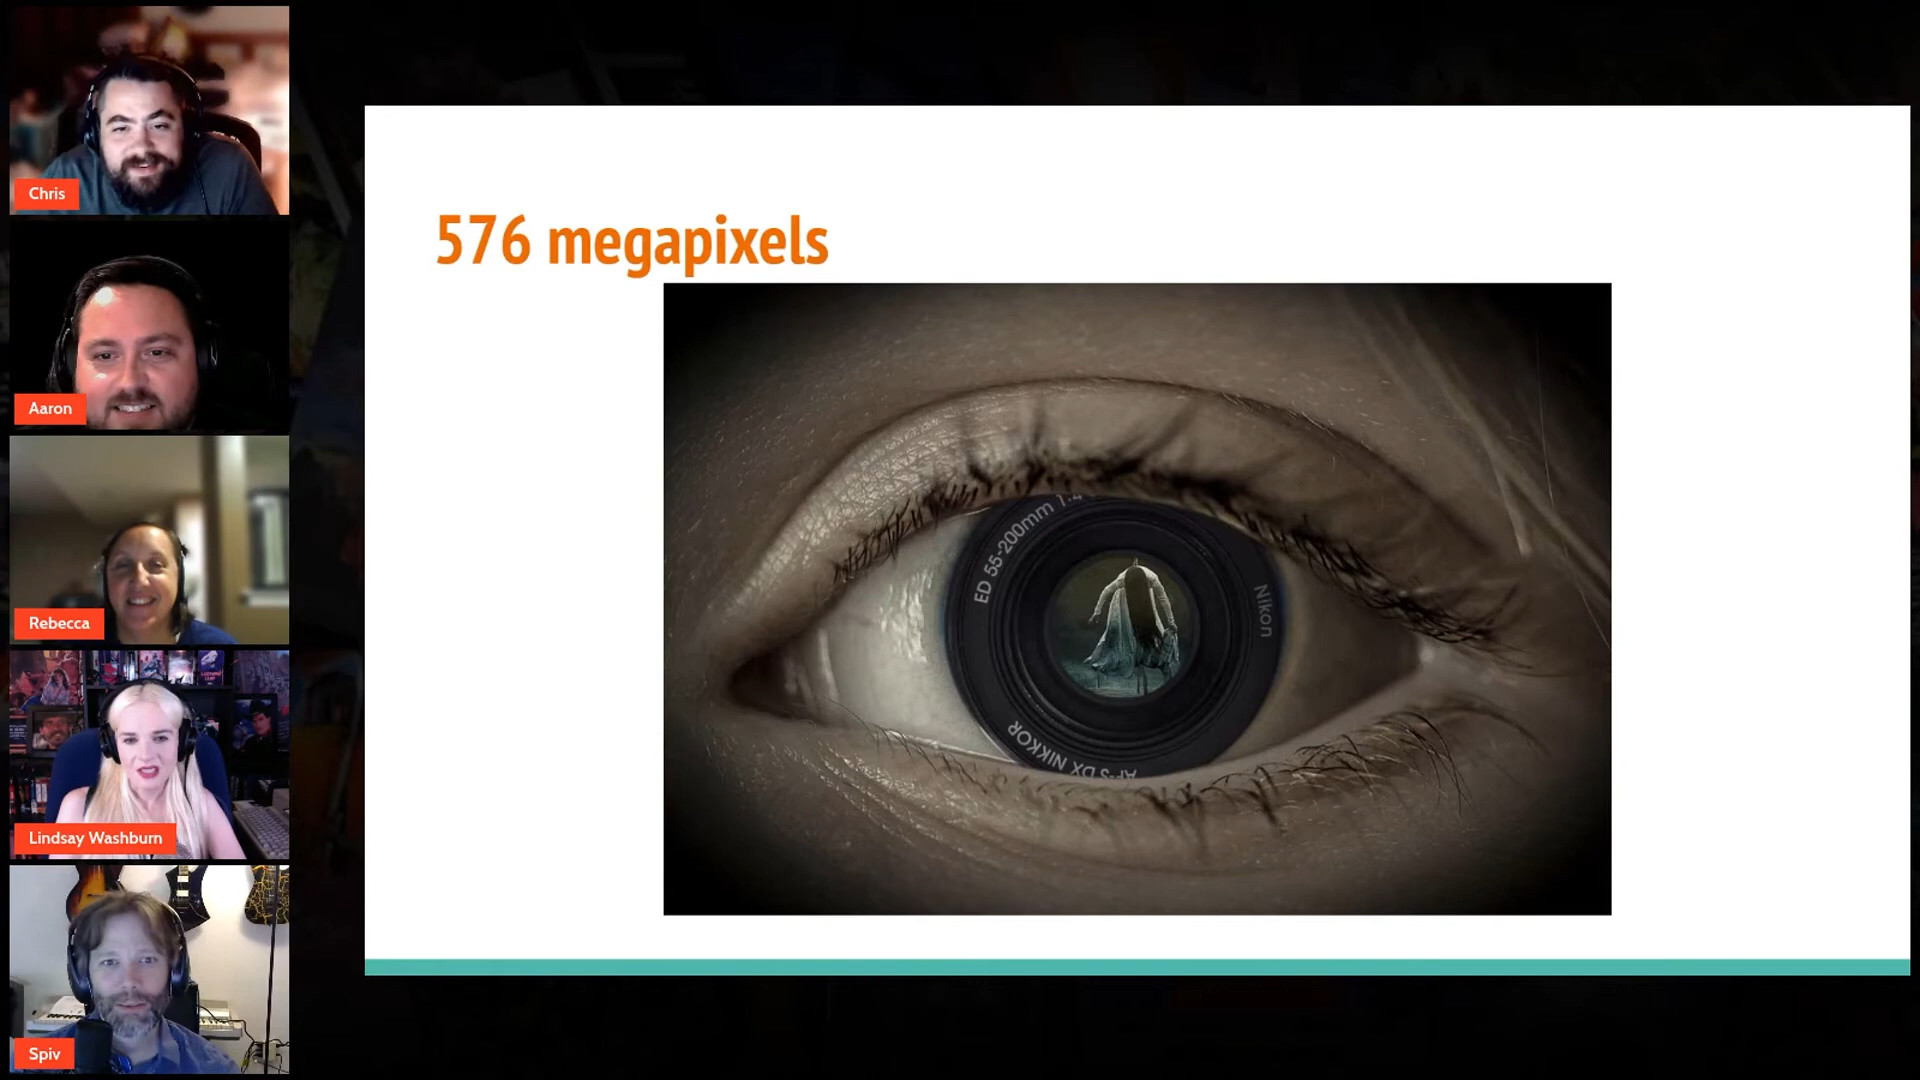 Chris
Aaron
Rebecca
Lindsay Washburn
Spiv
576 megapixels
ED 55-200mm 1:4
Nikon
AF-S DX NIKKOR